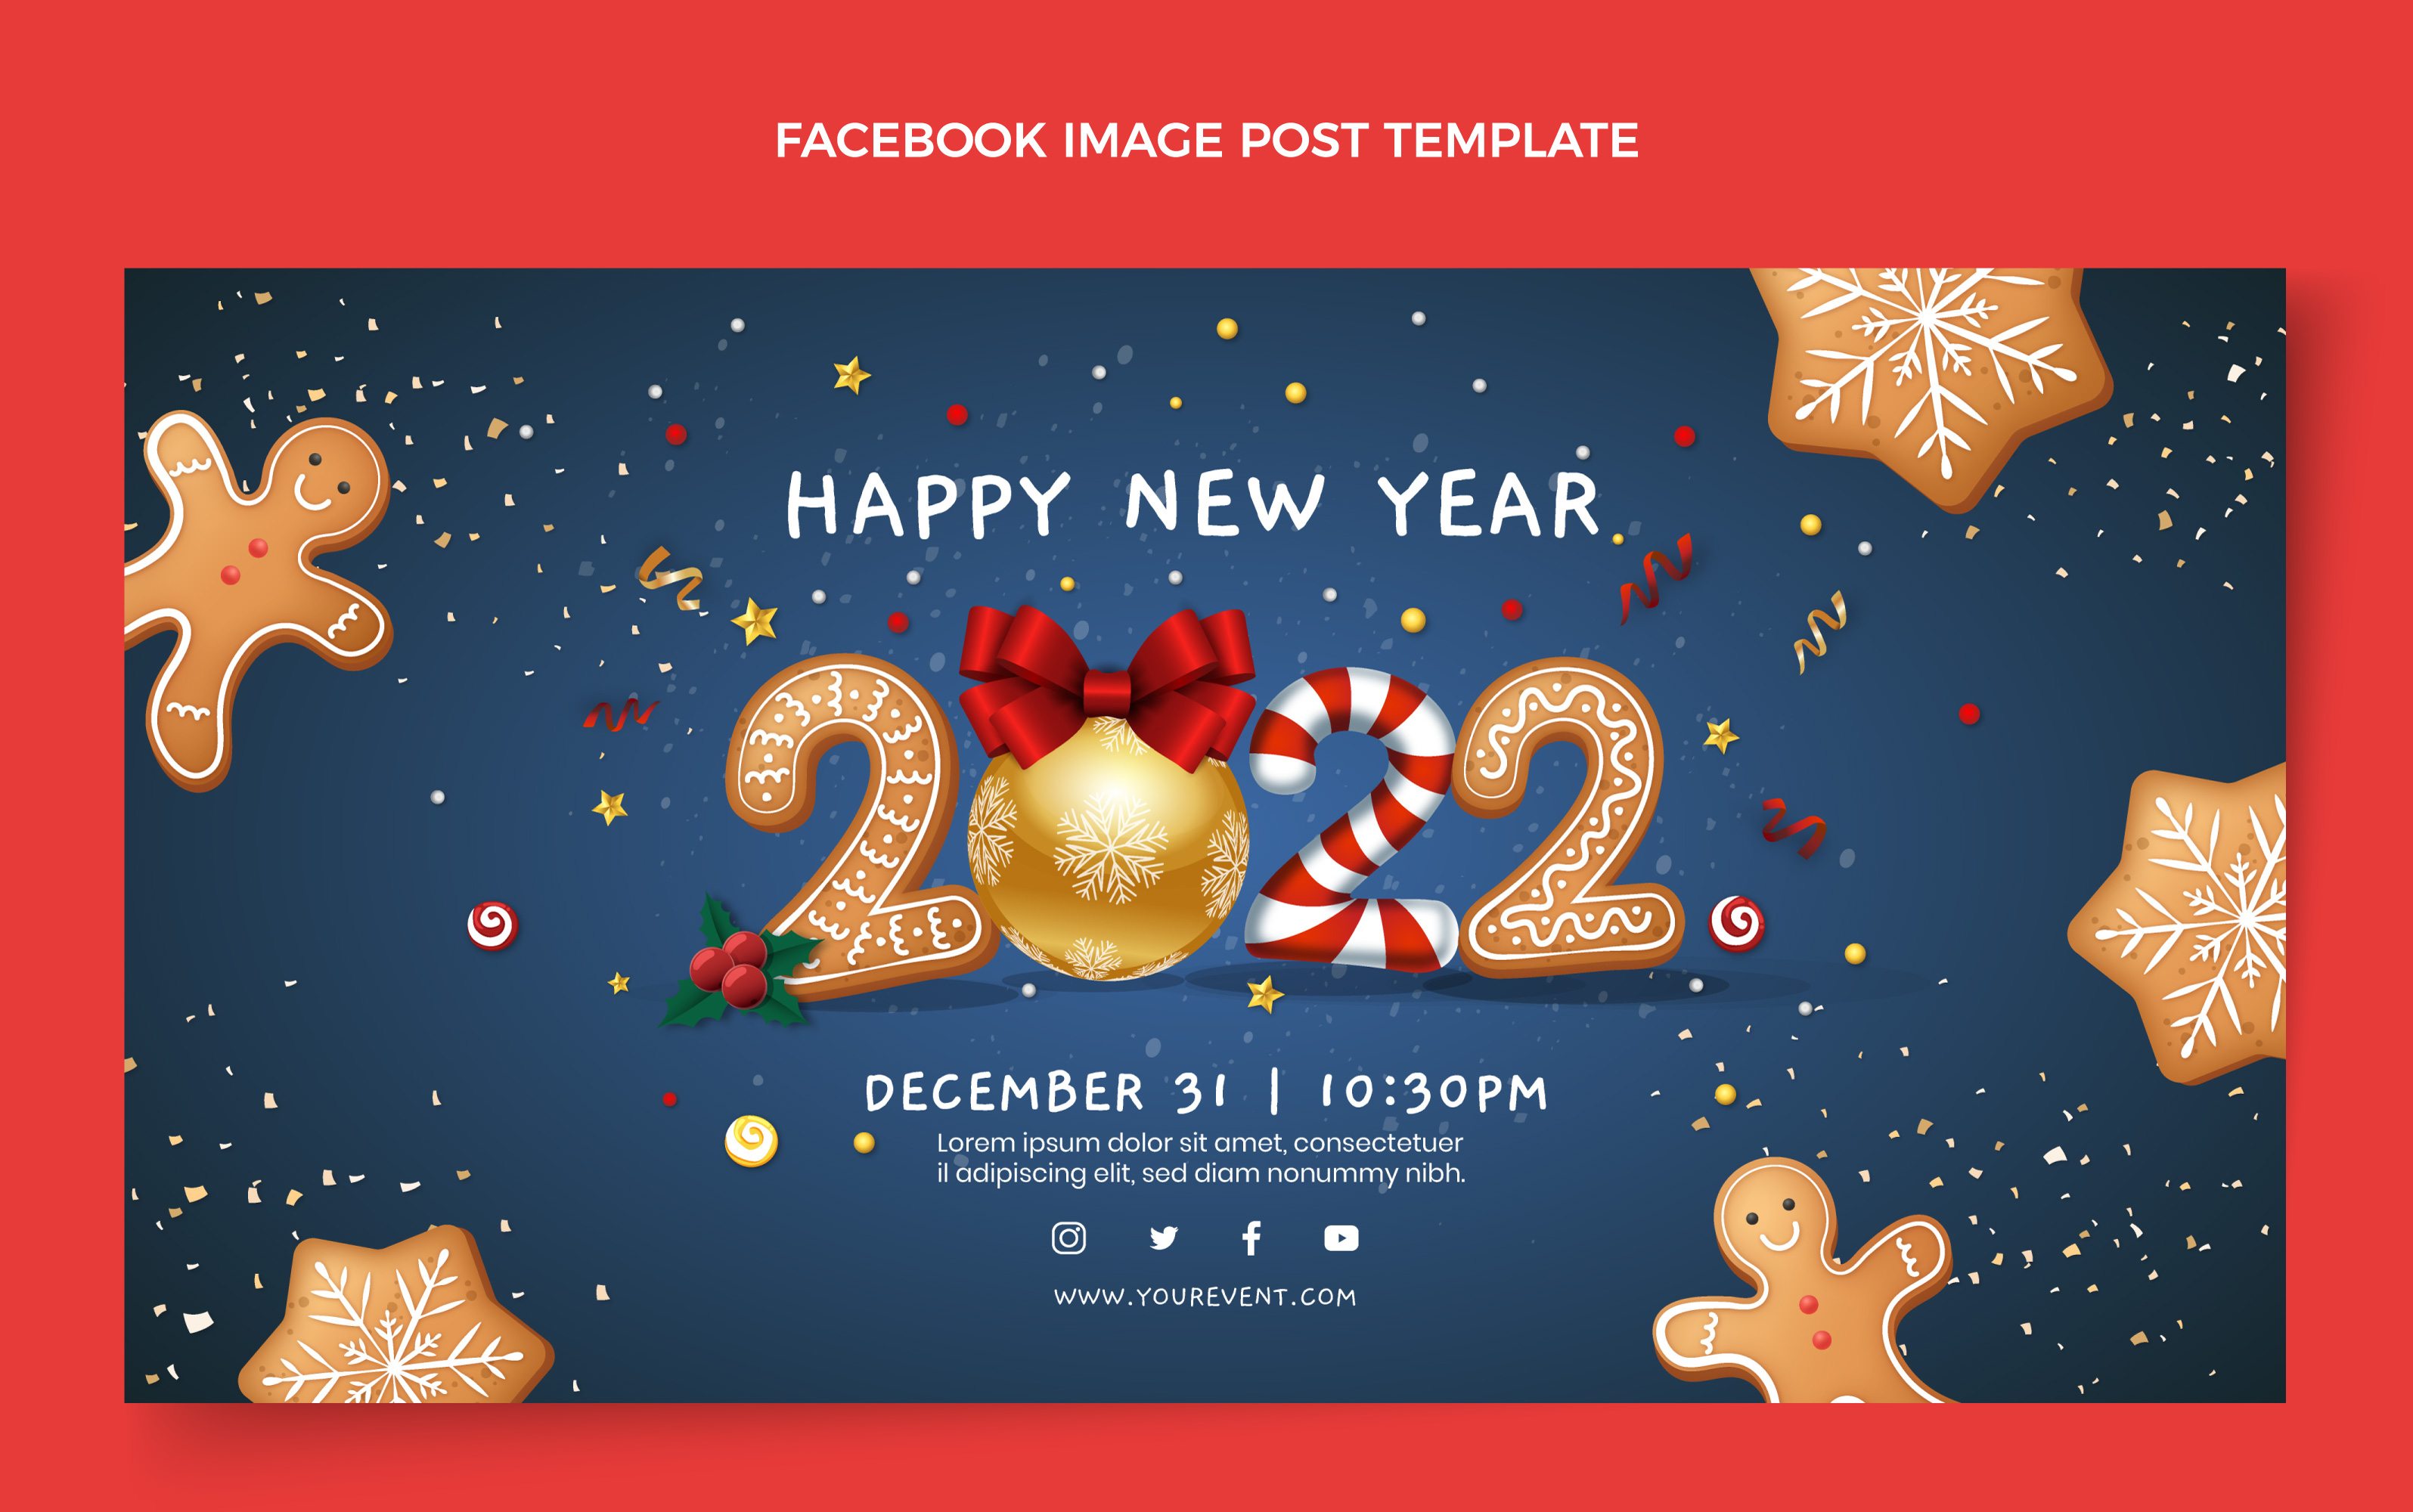 FACEBOOK IMAGE POST TEMPLATE
HAPPY NEW YEAR
2022
DECEMBER 31 | 10:30PM
Lorem ipsum dolor sit amet, consectetuer
il adipiscing elit, sed diam nonummy nibh.
WWW.YOUREVENT.COM